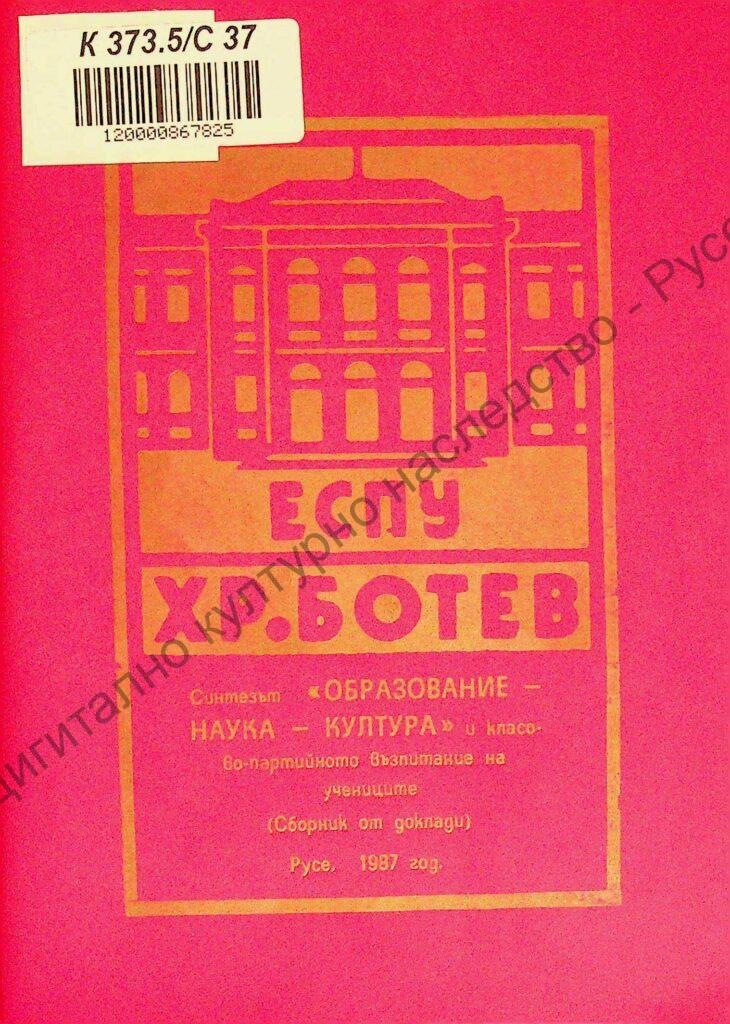 К 373.5/С 37
120000867825
ЕСПУ
ХР.БОТЕВ
Синтезът «ОБРАЗОВАНИЕ –
НАУКА – КУЛТУРА» и класо-
во-партийното възпитание на
учениците
(Сборник от доклади)
Русе, 1987 год.
дигитално културно наследство - Русе